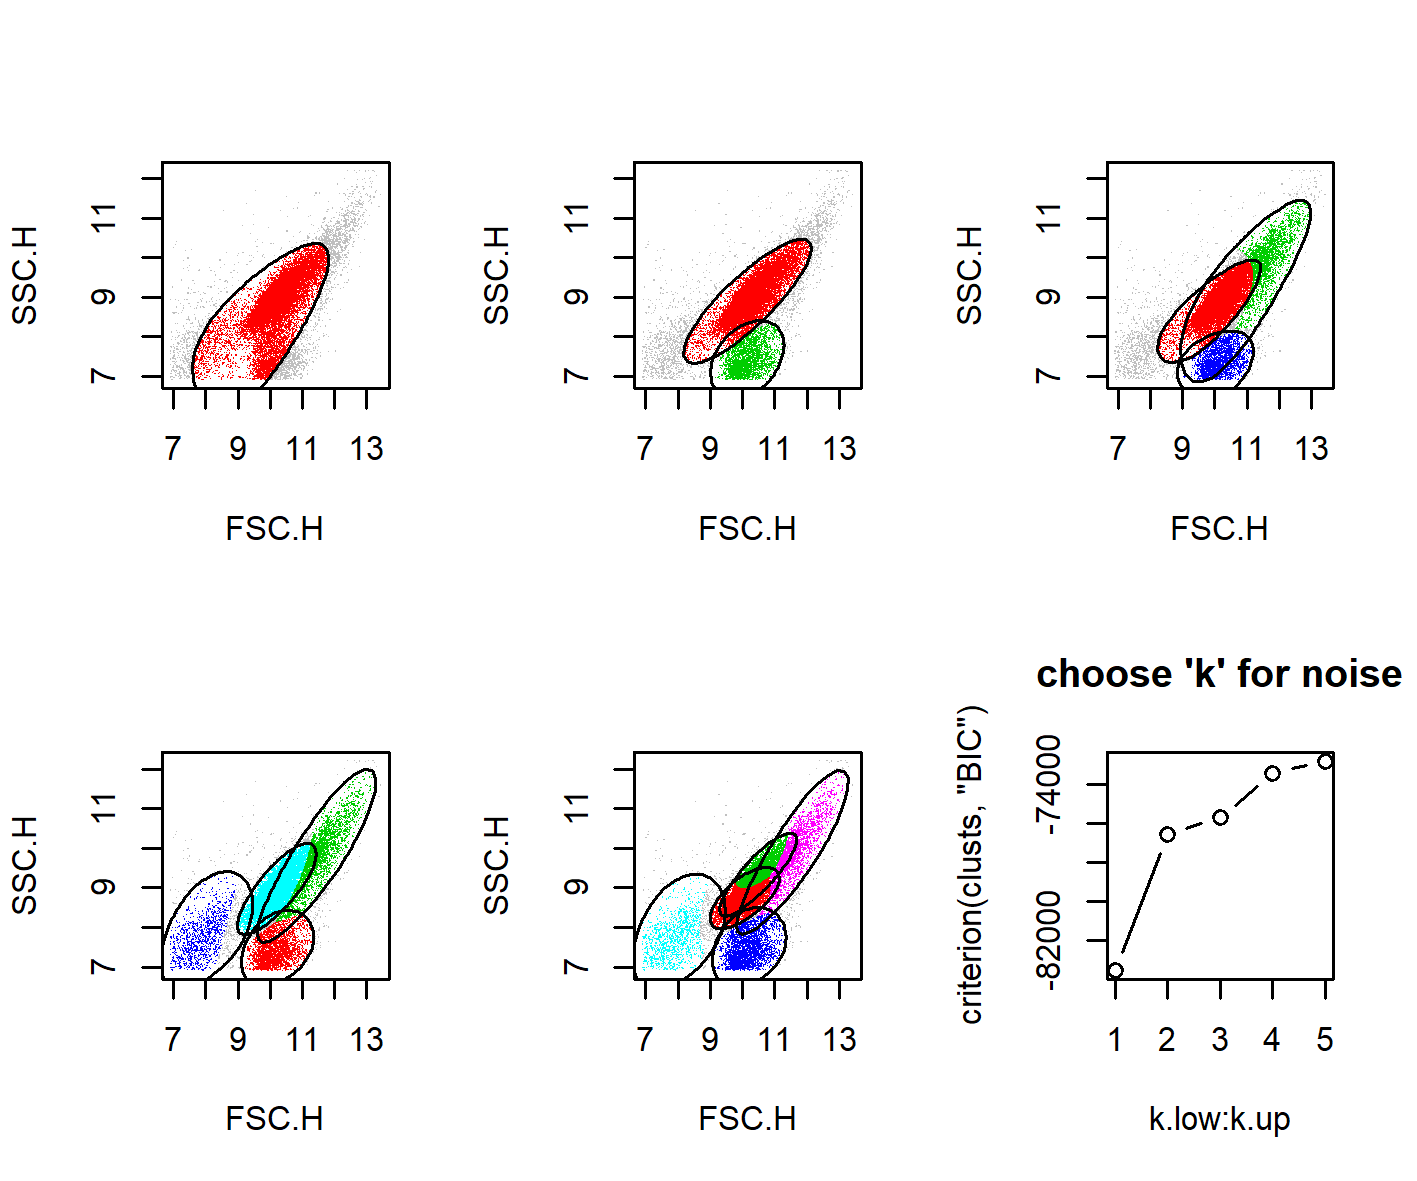 SSC.H
11
9
7
7 9 11 13
FSC.H
SSC.H
11
9
7
7 9 11 13
FSC.H
SSC.H
11
9
7
7 9 11 13
FSC.H
SSC.H
11
9
7
7 9 11 13
FSC.H
SSC.H
11
9
7
7 9 11 13
FSC.H
choose 'k' for noise
criterion(clusts, "BIC")
-74000
-82000
1 2 3 4 5
k.low:k.up